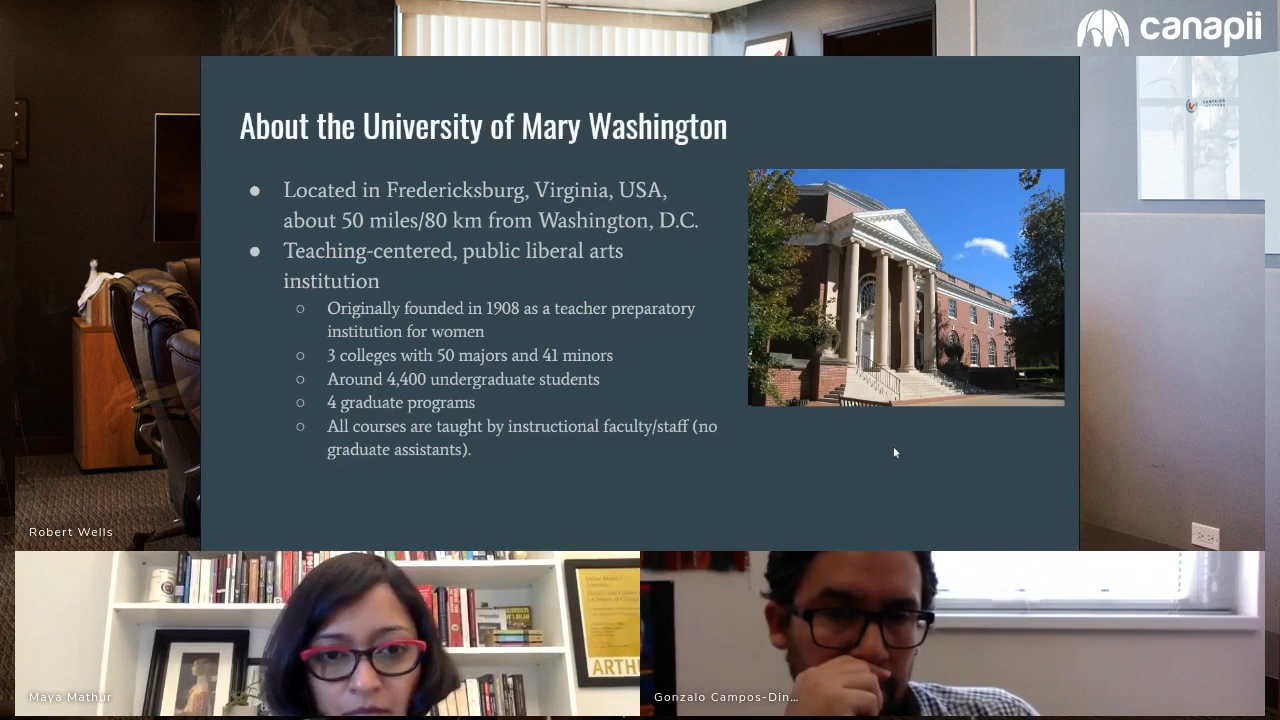 canapii
CAMPAIGN
About the University of Mary Washington
● Located in Fredericksburg, Virginia, USA,
about 50 miles/80 km from Washington, D.C.
● Teaching-centered, public liberal arts
institution
○ Originally founded in 1908 as a teacher preparatory
institution for women
○ 3 colleges with 50 majors and 41 minors
○ Around 4,400 undergraduate students
○ 4 graduate programs
○ All courses are taught by instructional faculty/staff (no
graduate assistants).
Robert Wells
ARTH
Maya Mathur
Gonzalo Campos-Din...